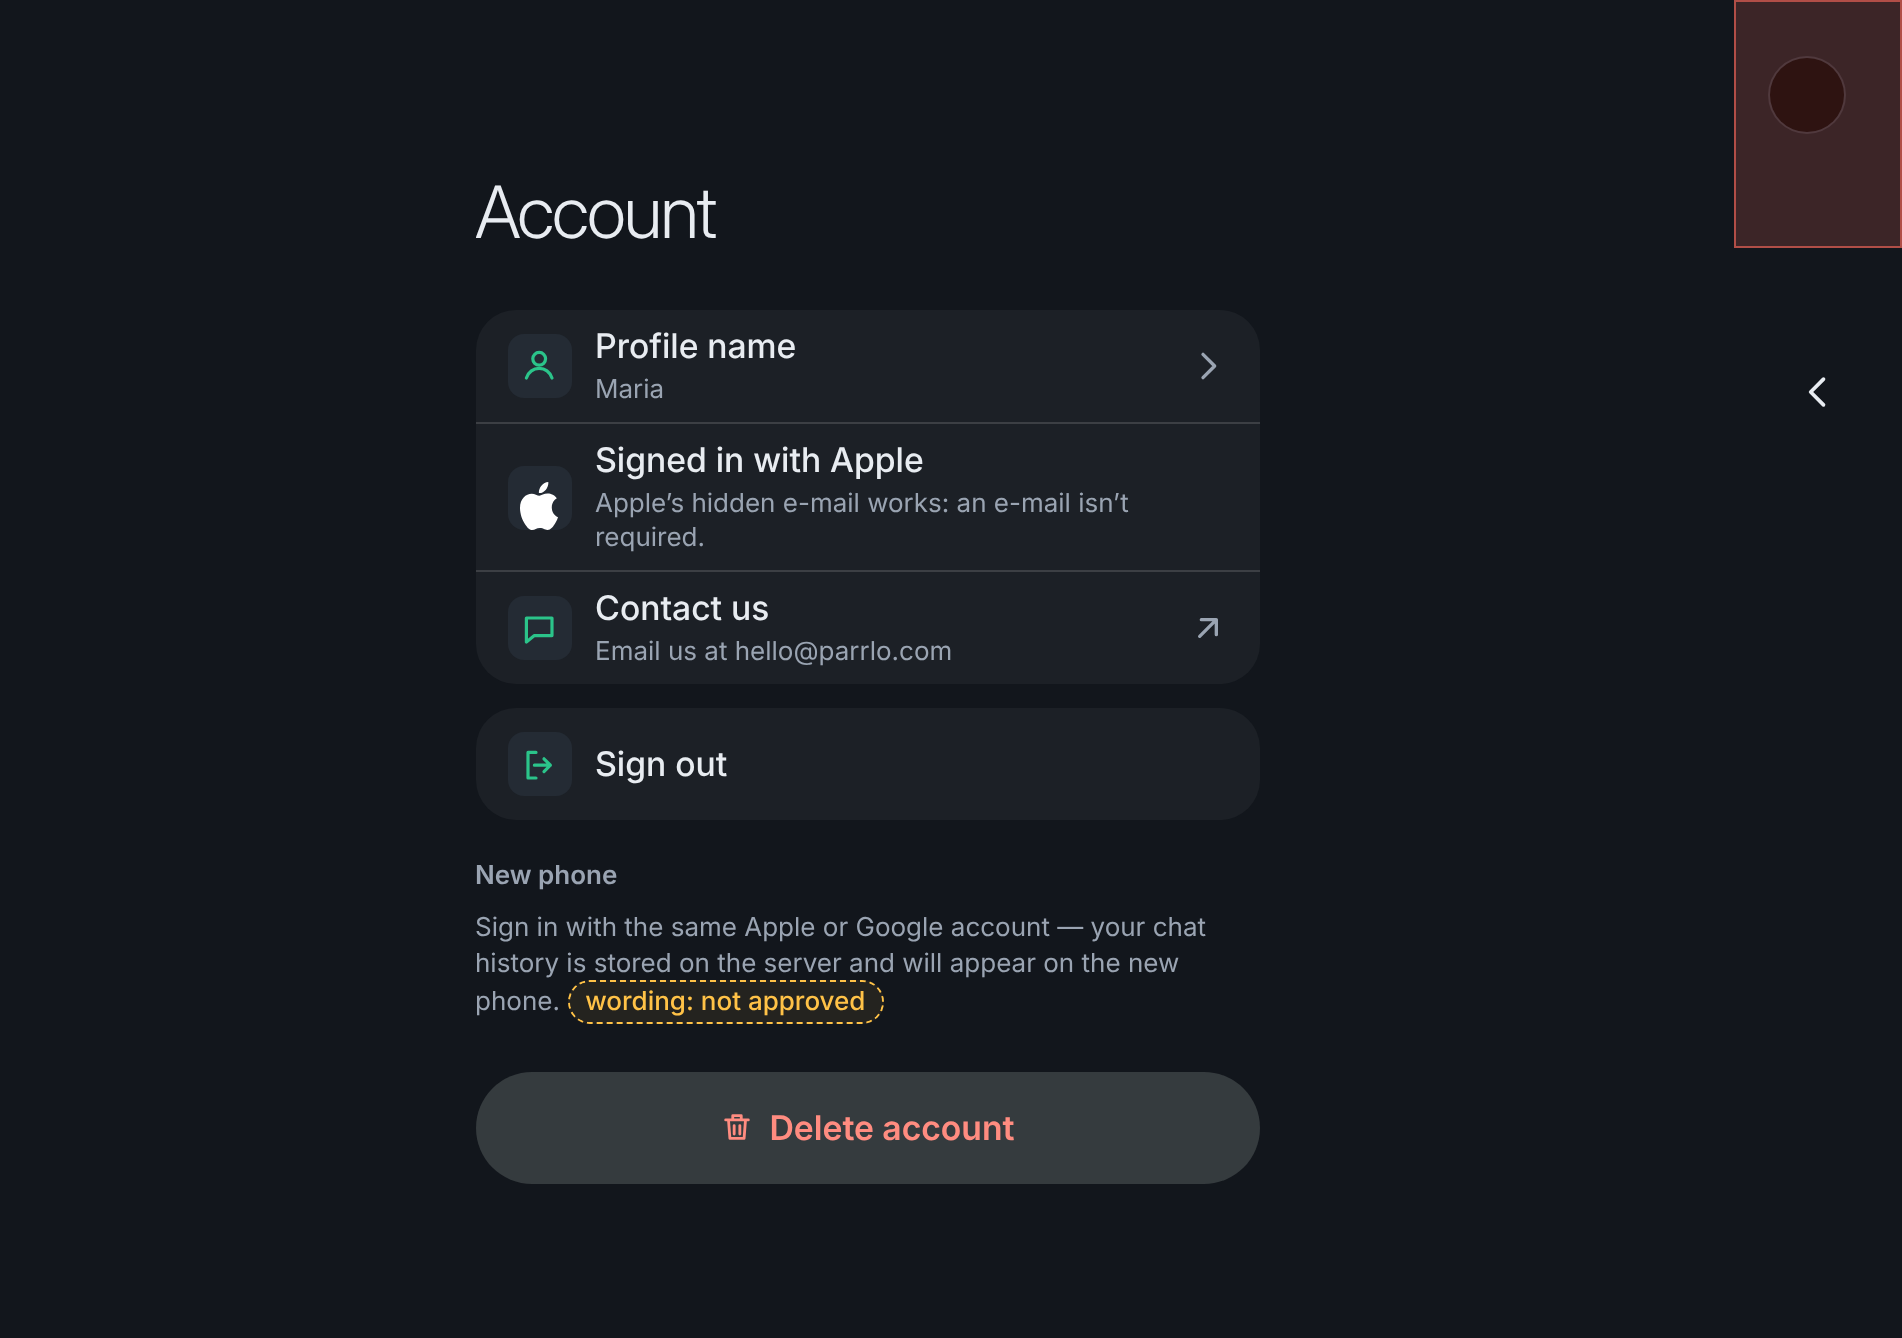 Account
Profile name
Maria
Signed in with Apple
Apple’s hidden e-mail works: an e-mail isn’t
required.
Contact us
Email us at hello@parrlo.com
Sign out
New phone
Sign in with the same Apple or Google account — your chat
history is stored on the server and will appear on the new
phone. wording: not approved
Delete account